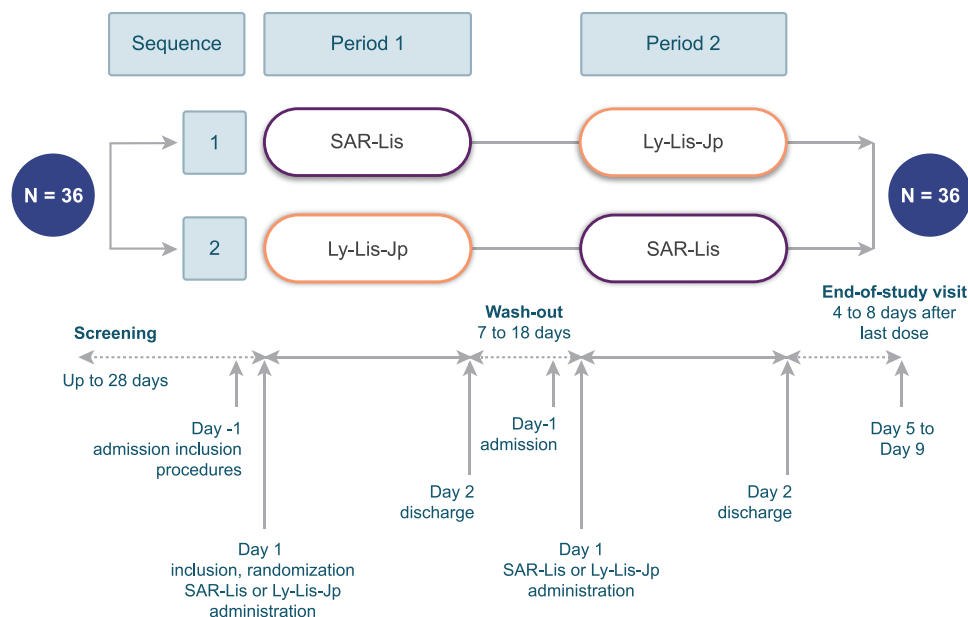 Sequence
Period 1
Period 2
N = 36
1
SAR-Lis
Ly-Lis-Jp
N = 36
2
Ly-Lis-Jp
SAR-Lis
Screening
Up to 28 days
Wash-out
7 to 18 days
End-of-study visit
4 to 8 days after
last dose
Day -1
admission inclusion
procedures
Day 1
inclusion, randomization
SAR-Lis or Ly-Lis-Jp
administration
Day 2
discharge
Day-1
admission
Day 1
SAR-Lis or Ly-Lis-Jp
administration
Day 2
discharge
Day 5 to
Day 9